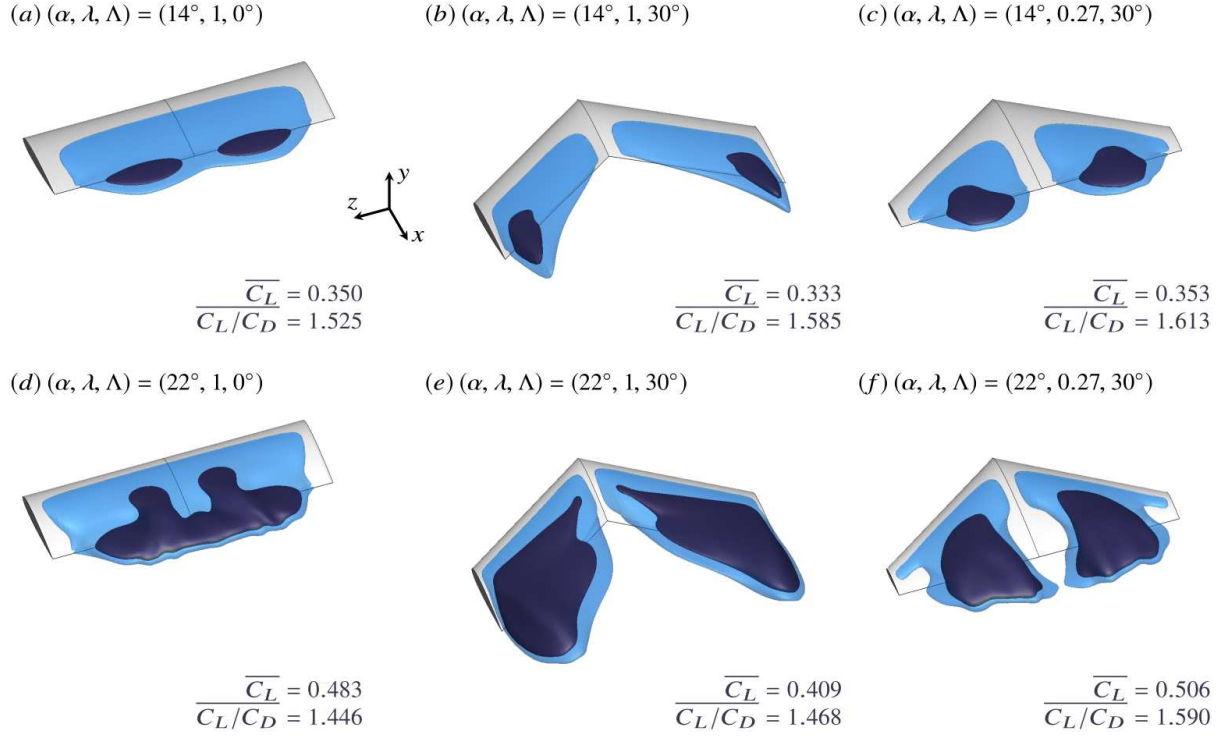 (a) (α, λ, Λ) = (14°, 1, 0°)
(b) (α, λ, Λ) = (14°, 1, 30°)
(c) (α, λ, Λ) = (14°, 0.27, 30°)
y
z
x
C_L = 0.350
C_L/C_D = 1.525
C_L = 0.333
C_L/C_D = 1.585
C_L = 0.353
C_L/C_D = 1.613
(d) (α, λ, Λ) = (22°, 1, 0°)
(e) (α, λ, Λ) = (22°, 1, 30°)
(f) (α, λ, Λ) = (22°, 0.27, 30°)
C_L = 0.483
C_L/C_D = 1.446
C_L = 0.409
C_L/C_D = 1.468
C_L = 0.506
C_L/C_D = 1.590